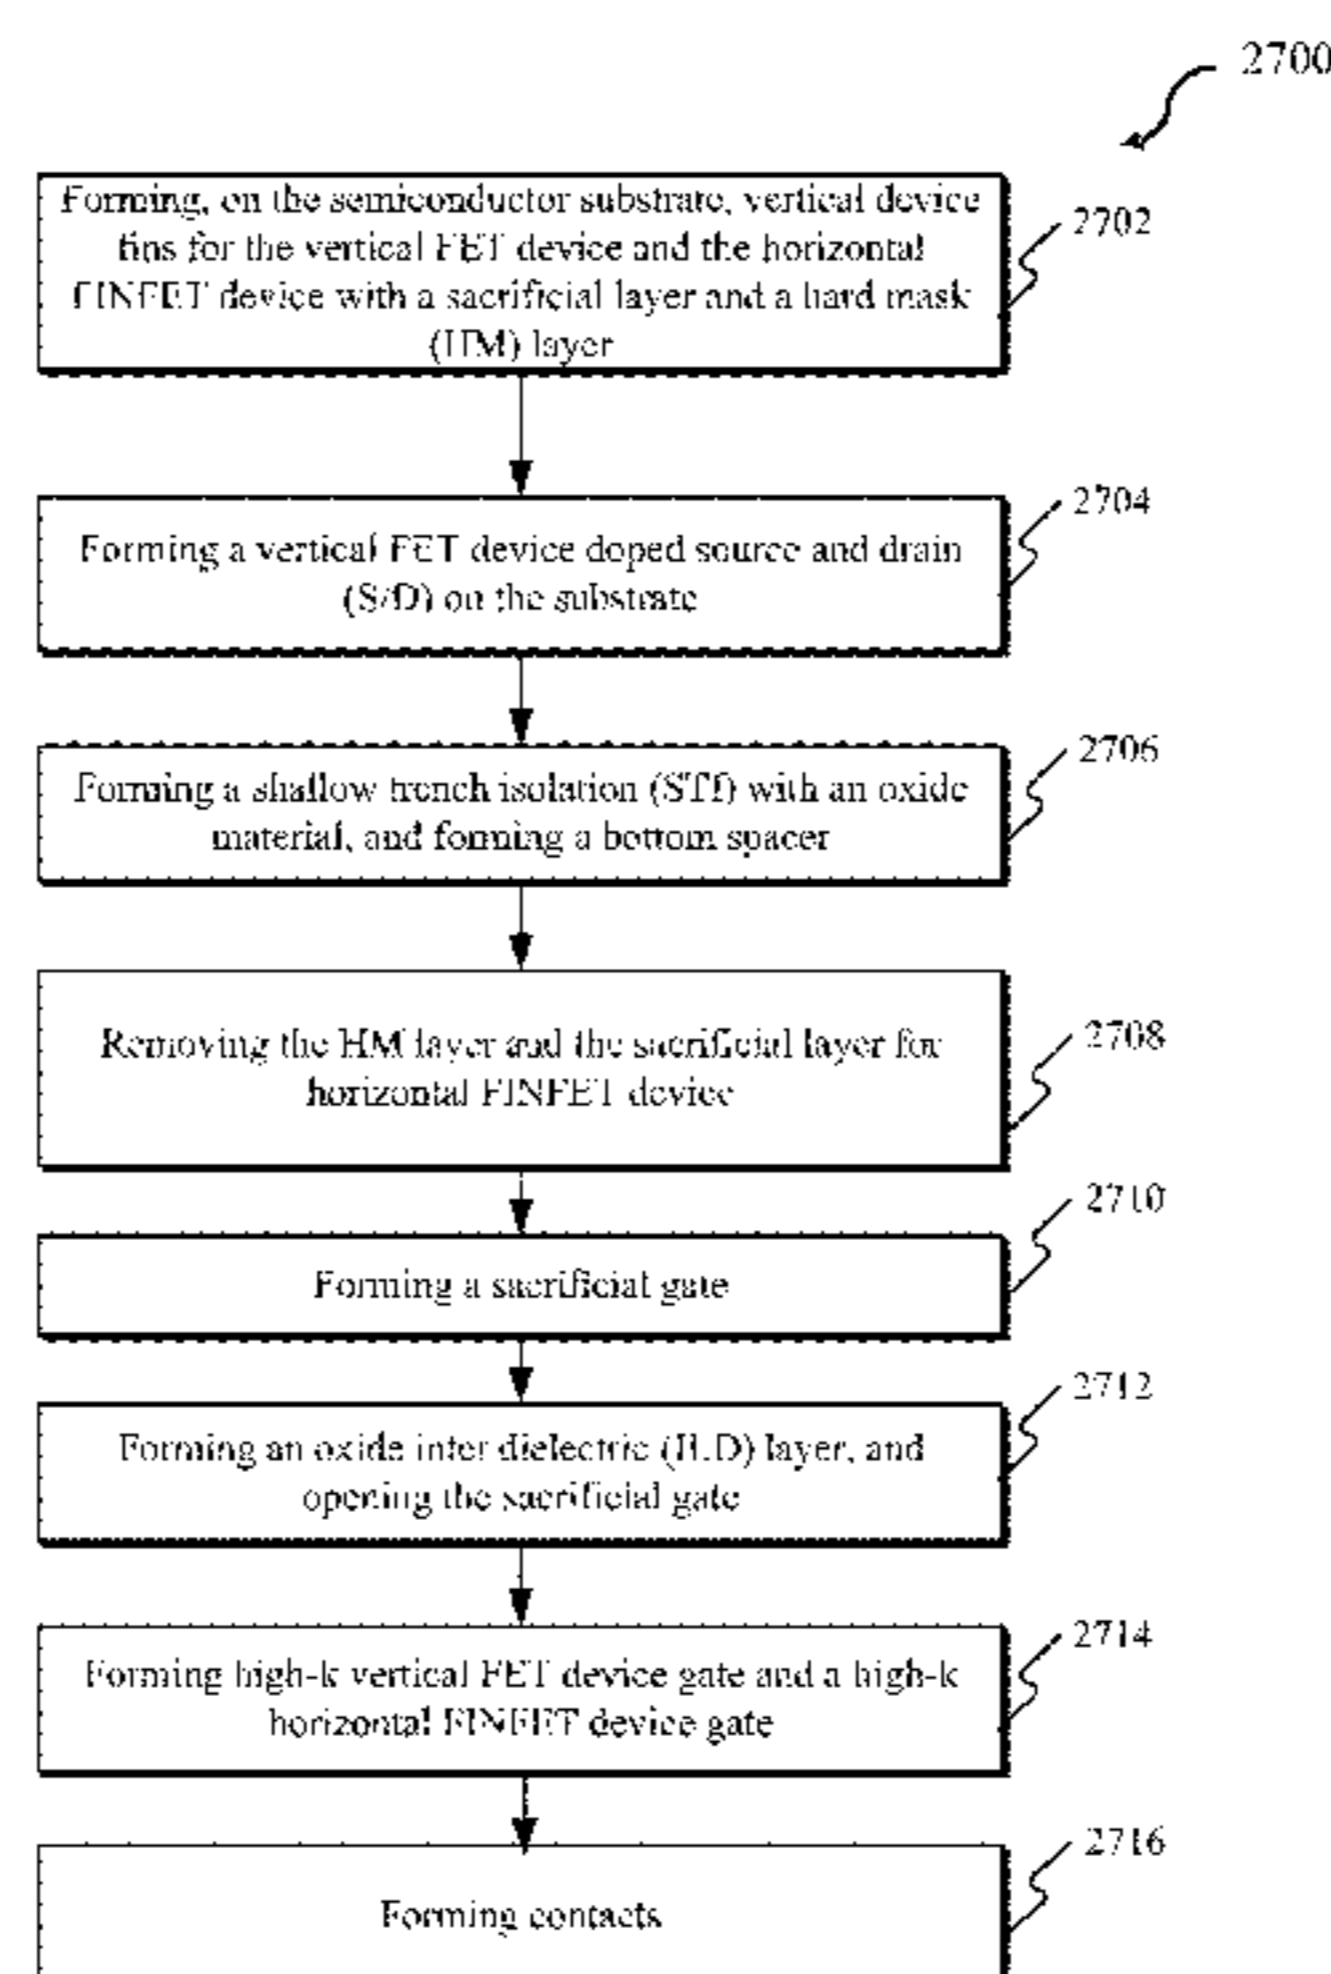 2700
Forming, on the semiconductor substrate, vertical device
fins for the vertical FET device and the horizontal
FINFET device with a sacrificial layer and a hard mask
(HM) layer
2702
Forming a vertical FET device doped source and drain
(S/D) on the substrate
2704
Forming a shallow trench isolation (STI) with an oxide
material, and forming a bottom spacer
2706
Removing the HM layer and the sacrificial layer for
horizontal FINFET device
2708
Forming a sacrificial gate
2710
Forming an oxide inter dielectric (ILD) layer, and
opening the sacrificial gate
2712
Forming high-k vertical FET device gate and a high-k
horizontal FINFET device gate
2714
Forming contacts
2716